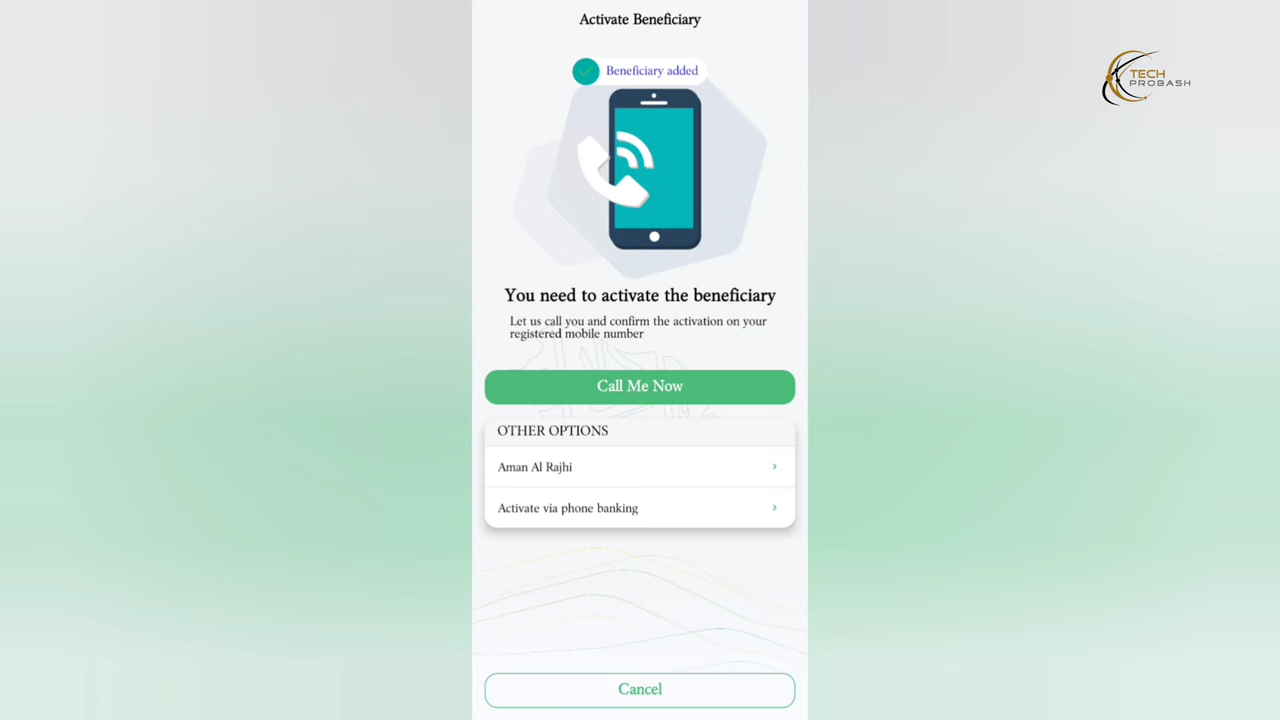 Activate Beneficiary
TECH
PROBASH
Beneficiary added
You need to activate the beneficiary
Let us call you and confirm the activation on your
registered mobile number
Call Me Now
OTHER OPTIONS
Aman Al Rajhi
Activate via phone banking
Cancel